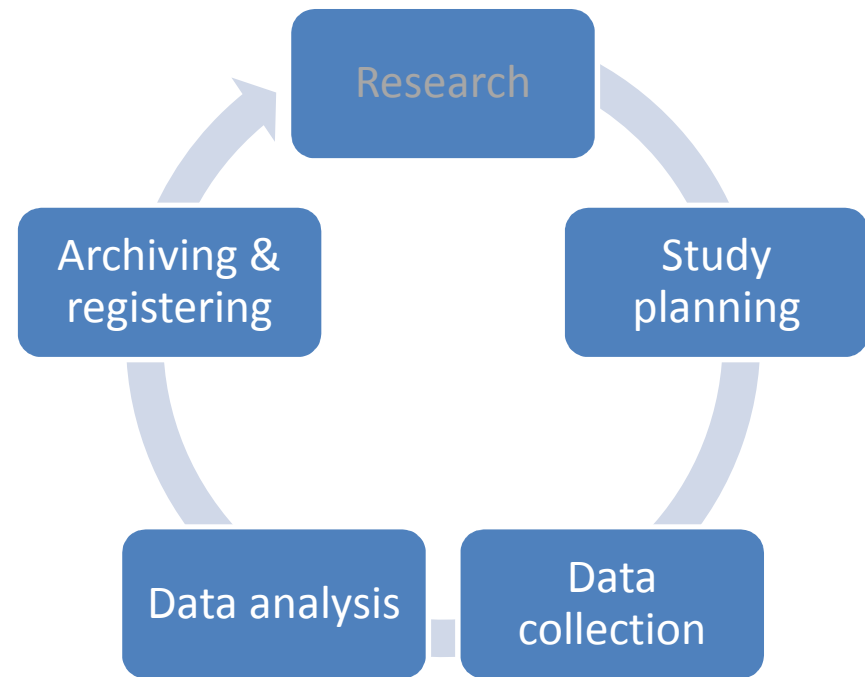 Research
Study
planning
Data
collection
Data analysis
Archiving &
registering